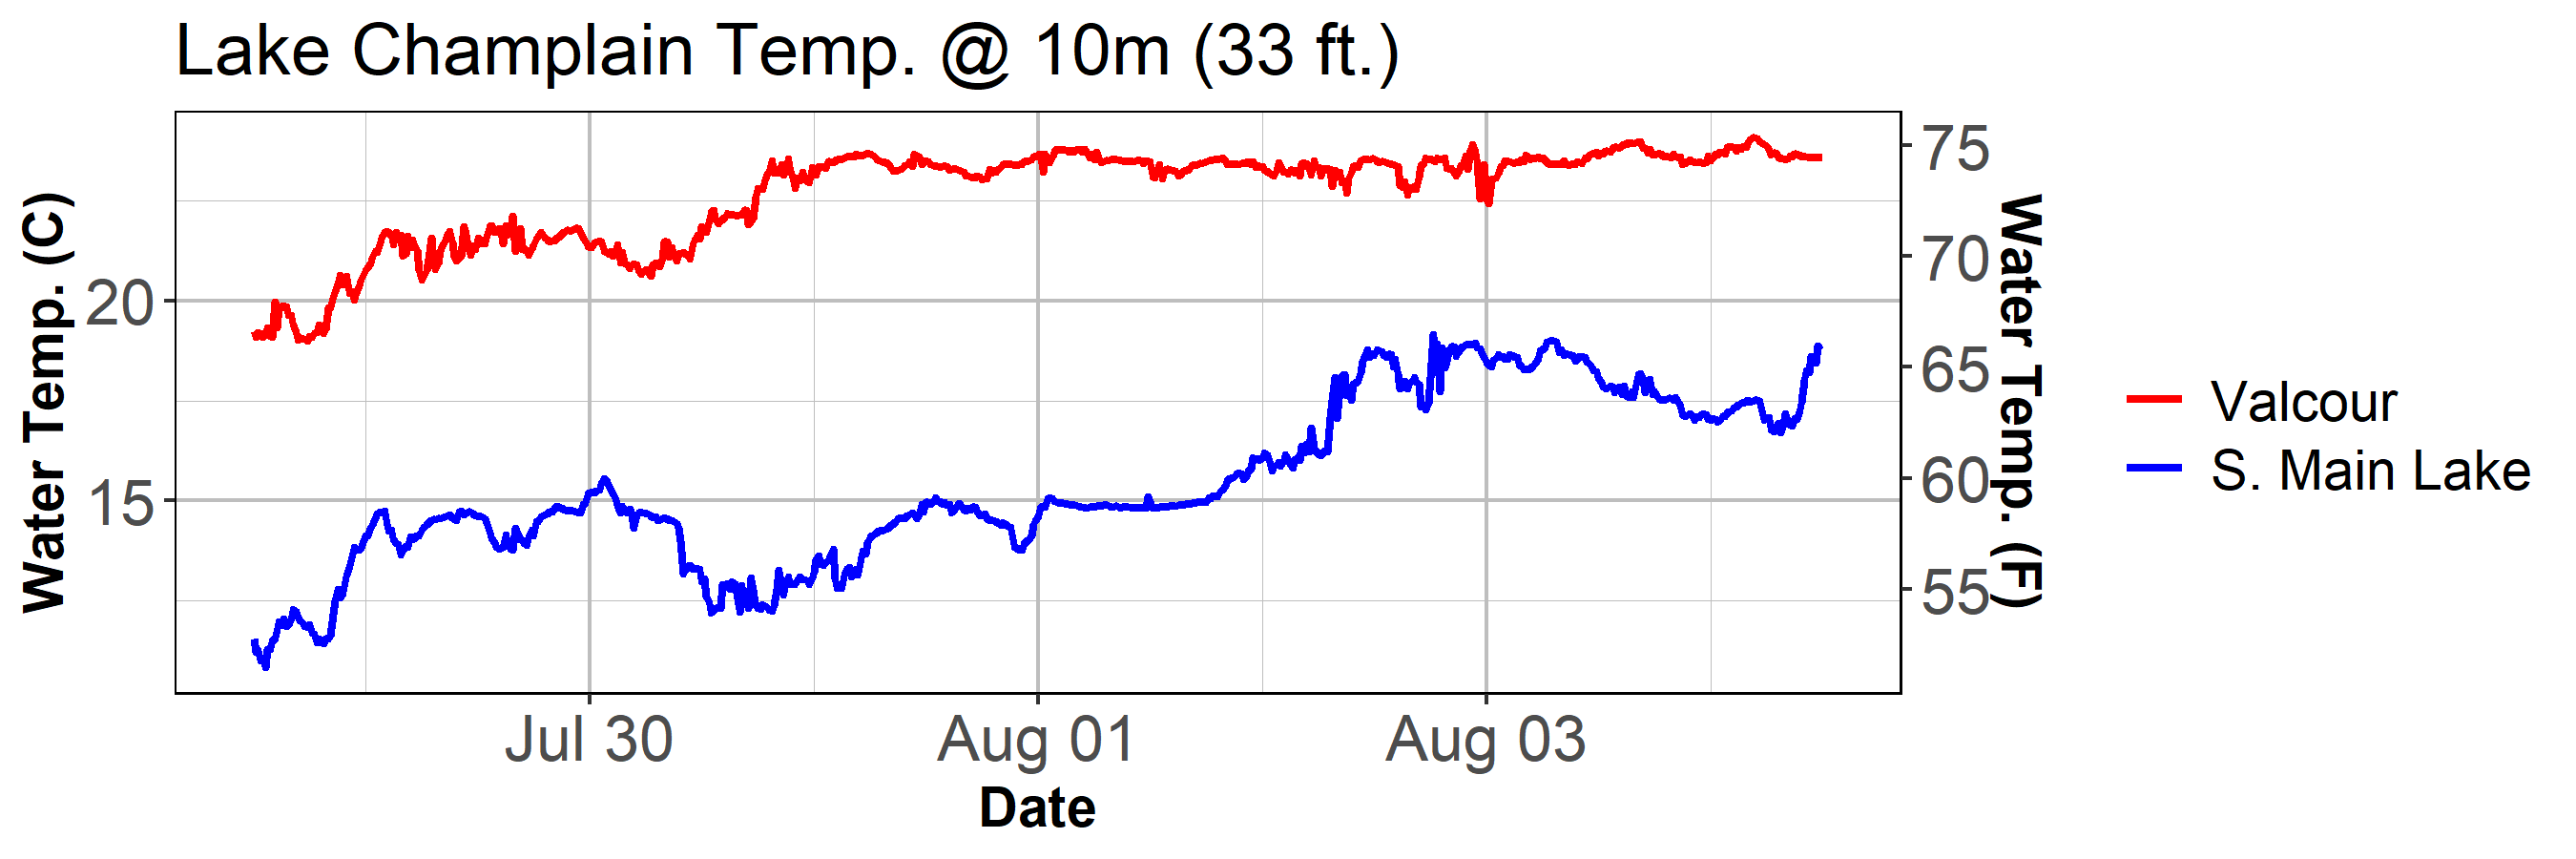 Lake Champlain Temp. @ 10m (33 ft.)
Water Temp. (C)
20
15
75
70
65
60
55
Water Temp. (F)
Jul 30
Aug 01
Aug 03
Date
Valcour
S. Main Lake